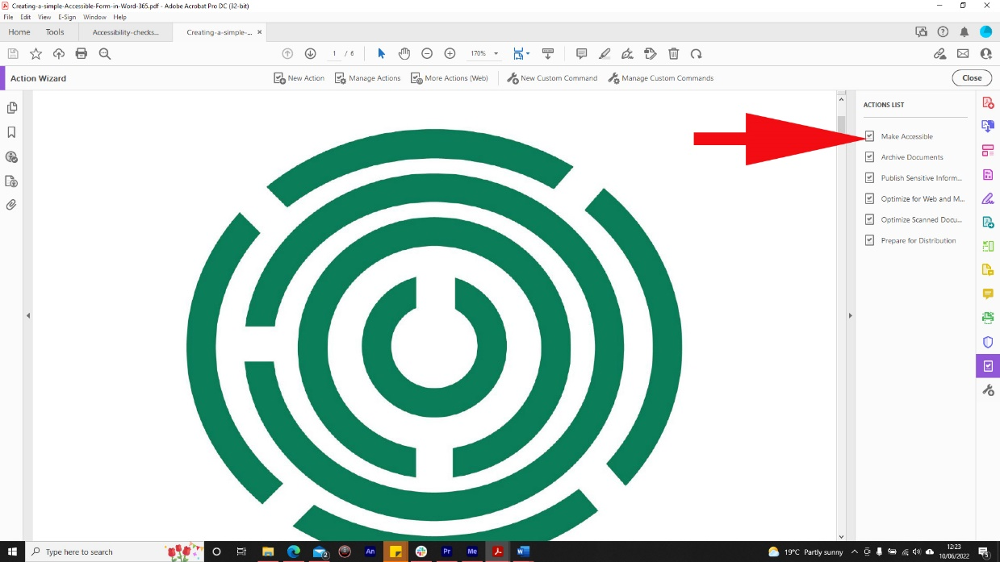 Creating-a-simple-Accessible-Form-in-Word-365.pdf - Adobe Acrobat Pro DC (32-bit)
File Edit View E-Sign Window Help
Home Tools Accessibility-checks... Creating-a-simple-... ×
1 / 6 170%
Action Wizard New Action Manage Actions More Actions (Web) New Custom Command Manage Custom Commands Close
ACTIONS LIST
Make Accessible
Archive Documents
Publish Sensitive Inform...
Optimize for Web and M...
Optimize Scanned Docu...
Prepare for Distribution
Type here to search 2 An Pr Me W 19°C Partly sunny 12:23
10/06/2022 5